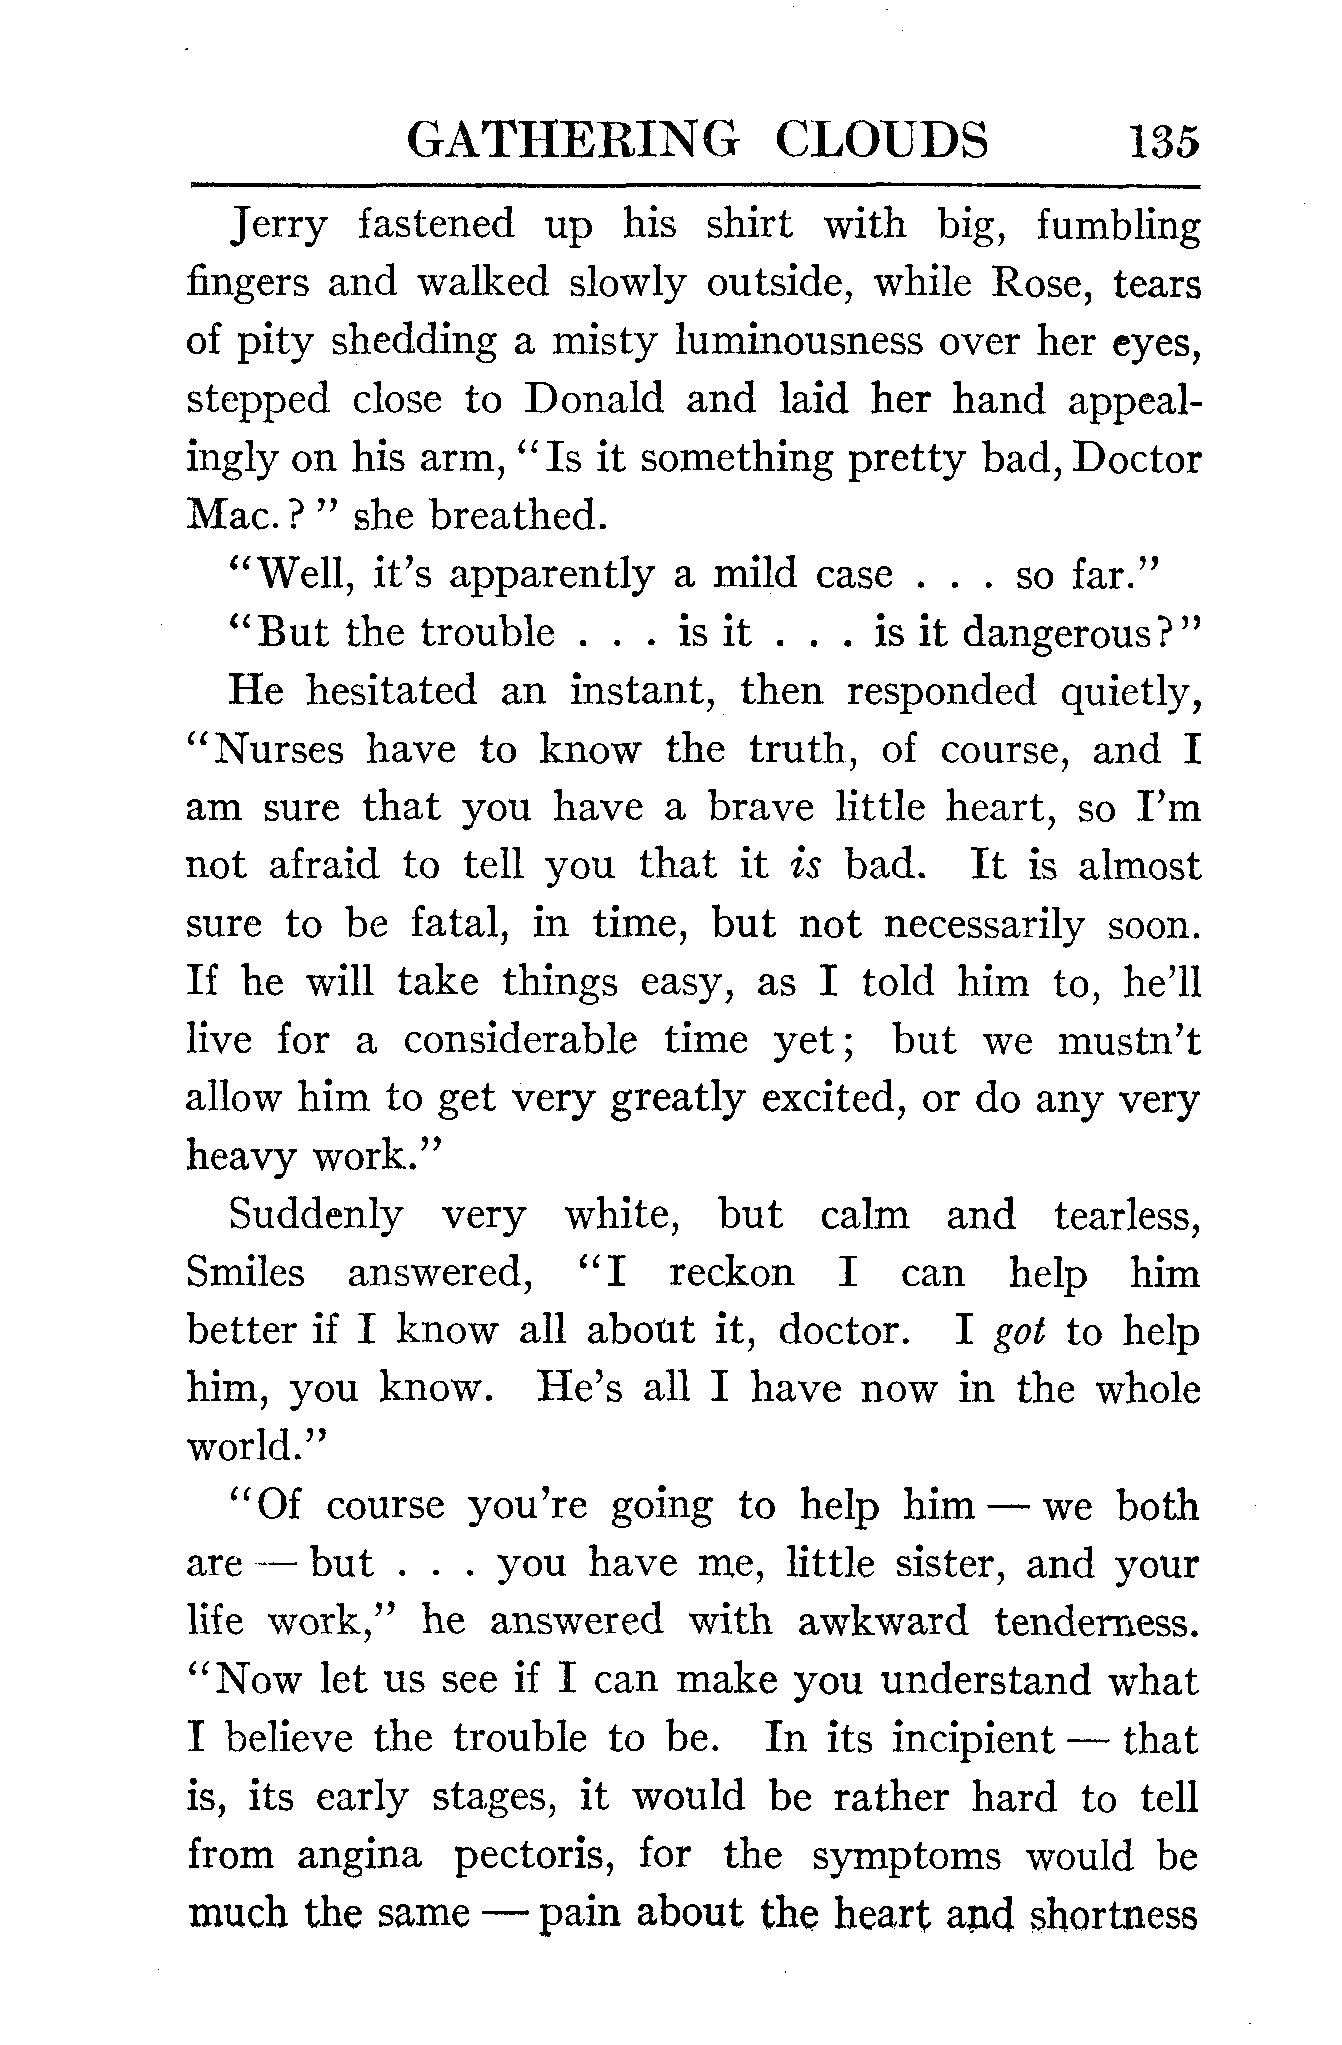 GATHERING CLOUDS 135
Jerry fastened up his shirt with big, fumbling
fingers and walked slowly outside, while Rose, tears
of pity shedding a misty luminousness over her eyes,
stepped close to Donald and laid her hand appeal-
ingly on his arm, "Is it something pretty bad, Doctor
Mac.?" she breathed.
"Well, it's apparently a mild case . . . so far."
"But the trouble . . . is it . . . is it dangerous?"
He hesitated an instant, then responded quietly,
"Nurses have to know the truth, of course, and I
am sure that you have a brave little heart, so I'm
not afraid to tell you that it is bad. It is almost
sure to be fatal, in time, but not necessarily soon.
If he will take things easy, as I told him to, he'll
live for a considerable time yet; but we mustn't
allow him to get very greatly excited, or do any very
heavy work."
Suddenly very white, but calm and tearless,
Smiles answered, "I reckon I can help him
better if I know all about it, doctor. I got to help
him, you know. He's all I have now in the whole
world."
"Of course you're going to help him — we both
are — but . . . you have me, little sister, and your
life work," he answered with awkward tenderness.
"Now let us see if I can make you understand what
I believe the trouble to be. In its incipient — that
is, its early stages, it would be rather hard to tell
from angina pectoris, for the symptoms would be
much the same — pain about the heart and shortness